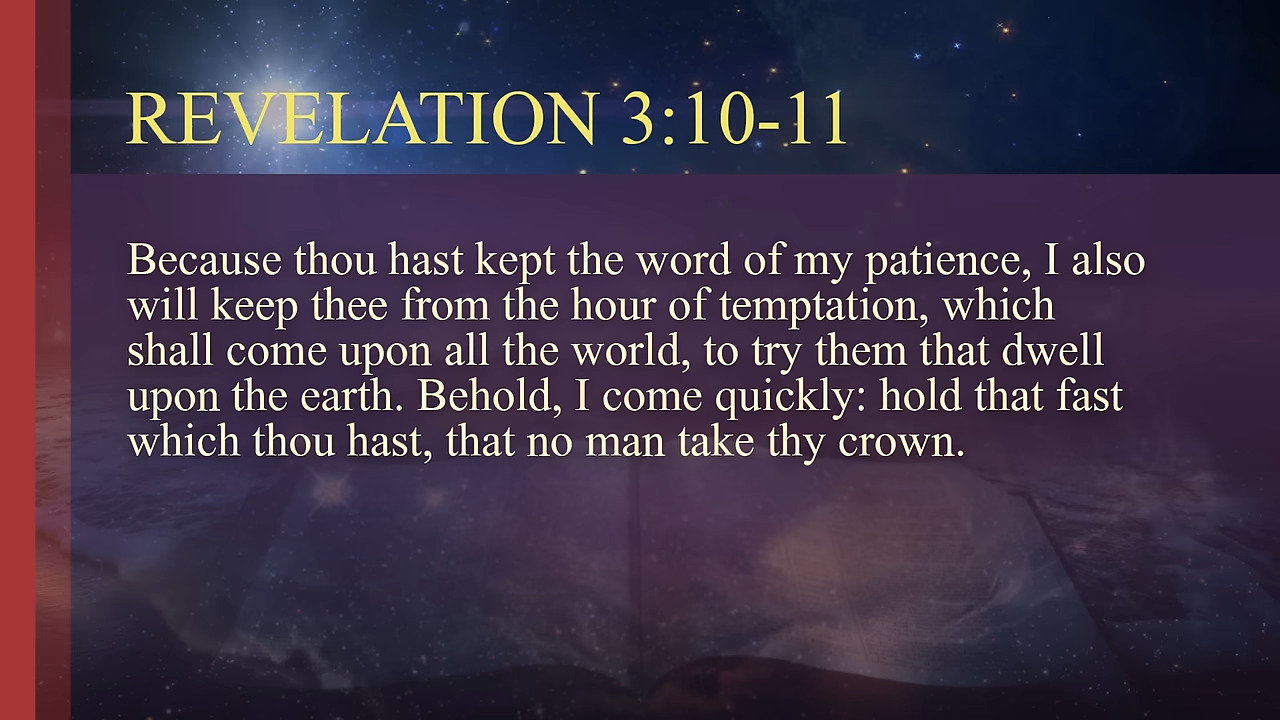 REVELATION 3:10-11
Because thou hast kept the word of my patience, I also
will keep thee from the hour of temptation, which
shall come upon all the world, to try them that dwell
upon the earth. Behold, I come quickly: hold that fast
which thou hast, that no man take thy crown.